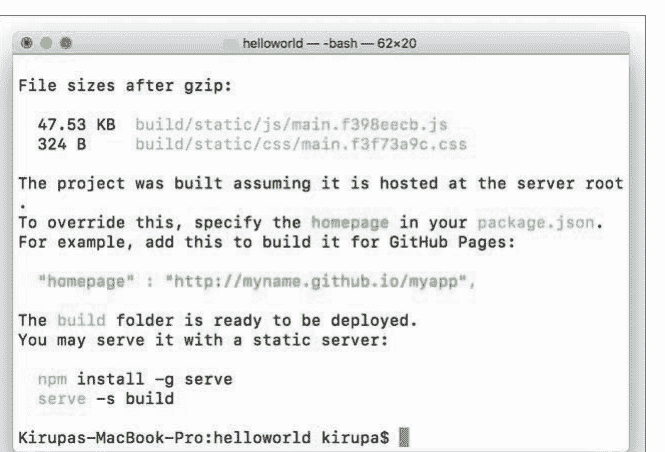 helloworld — -bash — 62×20
File sizes after gzip:
47.53 KB build/static/js/main.f398eecb.js
324 B build/static/css/main.f3f73a9c.css
The project was built assuming it is hosted at the server root
.
To override this, specify the homepage in your package.json.
For example, add this to build it for GitHub Pages:
"homepage" : "http://myname.github.io/myapp",
The build folder is ready to be deployed.
You may serve it with a static server:
npm install -g serve
serve -s build
Kirupas-MacBook-Pro:helloworld kirupa$